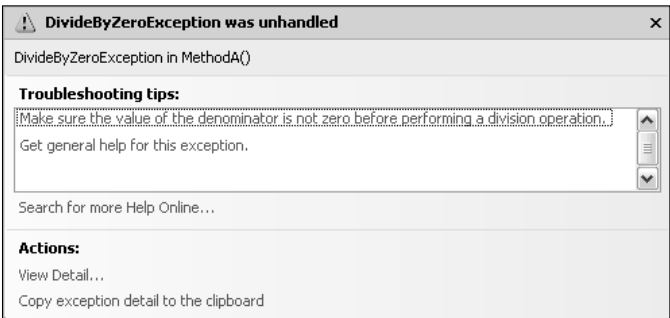 DivideByZeroException was unhandled
DivideByZeroException in MethodA()
Troubleshooting tips:
Make sure the value of the denominator is not zero before performing a division operation.
Get general help for this exception.
Search for more Help Online...
Actions:
View Detail...
Copy exception detail to the clipboard